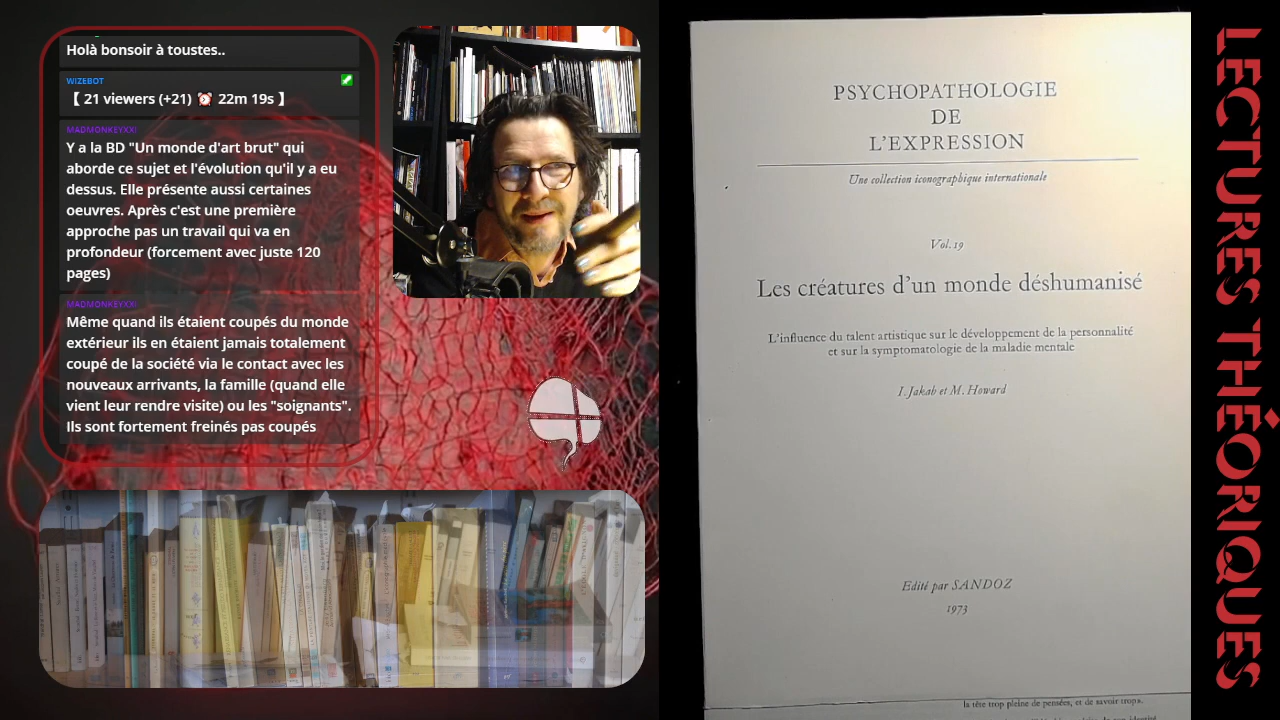 Holà bonsoir à toustes..
WIZEBOT
【 21 viewers (+21) ⏰ 22m 19s 】
MADMONKEYXXI
Y a la BD "Un monde d'art brut" qui
aborde ce sujet et l'évolution qu'il y a eu
dessus. Elle présente aussi certaines
oeuvres. Après c'est une première
approche pas un travail qui va en
profondeur (forcement avec juste 120
pages)
MADMONKEYXXI
Même quand ils étaient coupés du monde
extérieur ils en étaient jamais totalement
coupé de la société via le contact avec les
nouveaux arrivants, la famille (quand elle
vient leur rendre visite) ou les "soignants".
Ils sont fortement freinés pas coupés
PSYCHOPATHOLOGIE
DE
L'EXPRESSION
Une collection iconographique internationale
Vol. 19
Les créatures d'un monde déshumanisé
L'influence du talent artistique sur le développement de la personnalité
et sur la symptomatologie de la maladie mentale
I. Jakab et M. Howard
Edité par SANDOZ
1973
la tête trop pleine de pensées, et de savoir trop».
LECTURES THÉORIQUES